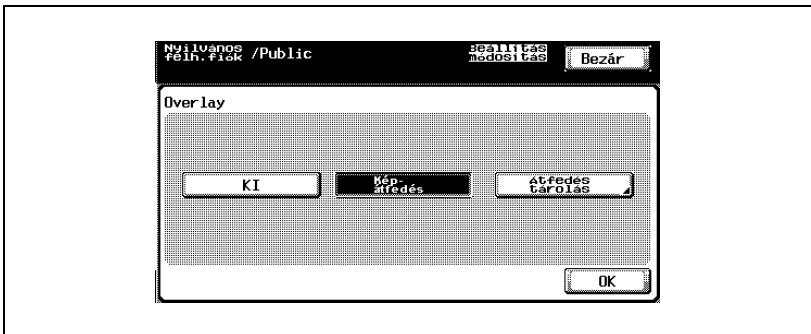 Nyilvános
felh.fiók /Public
Beállítás
módosítás
Bezár
Overlay
KI
Kép-
átfedés
Átfedés
tárolás
OK